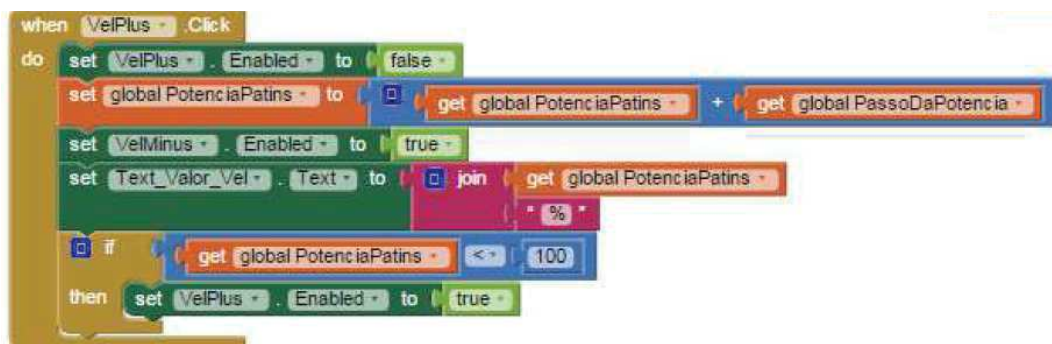 when VelPlus .Click
do set VelPlus . Enabled to false
set global PotenciaPatins to get global PotenciaPatins + get global PassoDaPotencia
set VelMinus . Enabled to true
set Text_Valor_Vel . Text to join get global PotenciaPatins
" % "
if get global PotenciaPatins < 100
then set VelPlus . Enabled to true